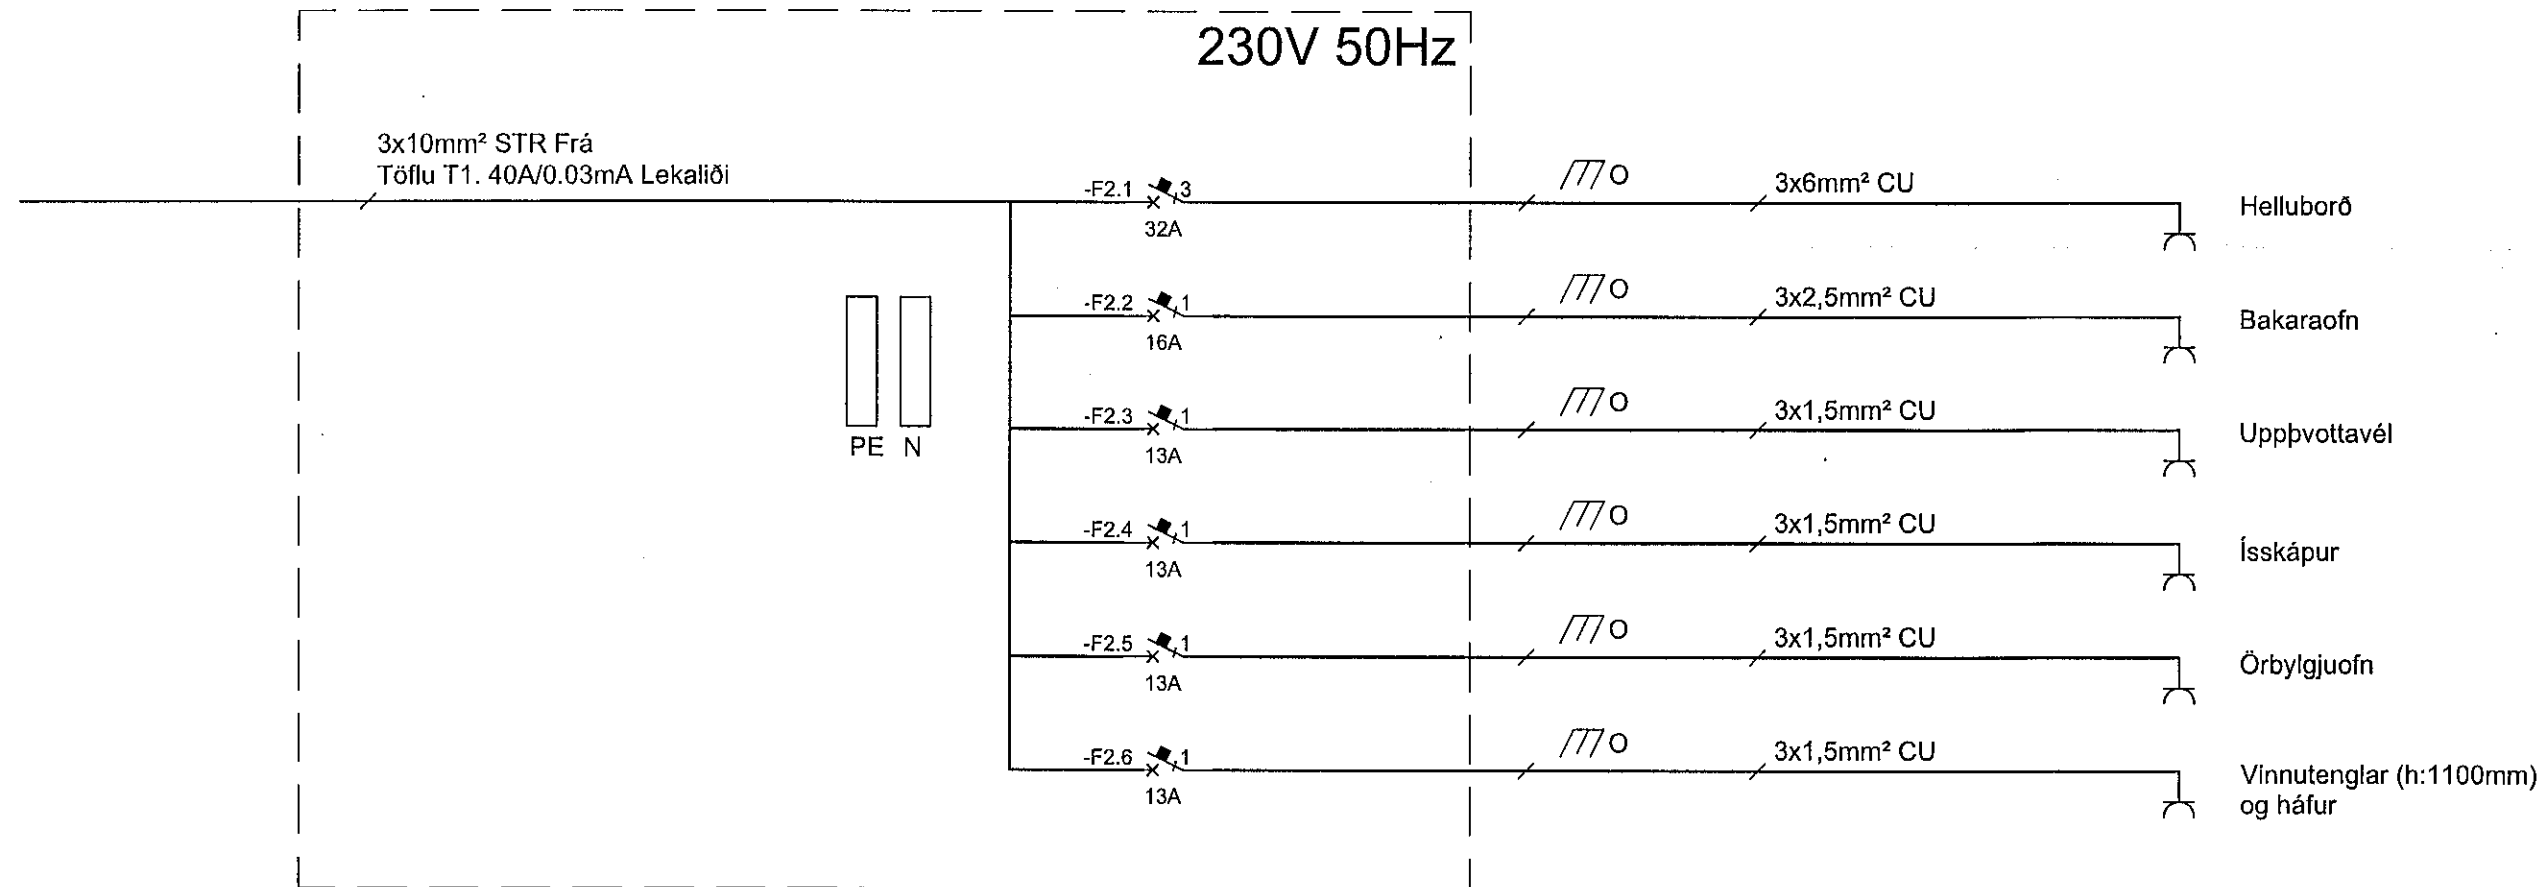 230V 50Hz
3x10mm² STR Frá
Töflu T1. 40A/0.03mA Lekaliði
-F2.1
3
32A
O
3x6mm² CU
Helluborð
-F2.2
1
16A
O
3x2,5mm² CU
Bakaraofn
-F2.3
1
13A
O
3x1,5mm² CU
Uppþvottavél
PE N
-F2.4
1
13A
O
3x1,5mm² CU
Ísskápur
-F2.5
1
13A
O
3x1,5mm² CU
Örbylgjuofn
-F2.6
1
13A
O
3x1,5mm² CU
Vinnutenglar (h:1100mm)
og háfur